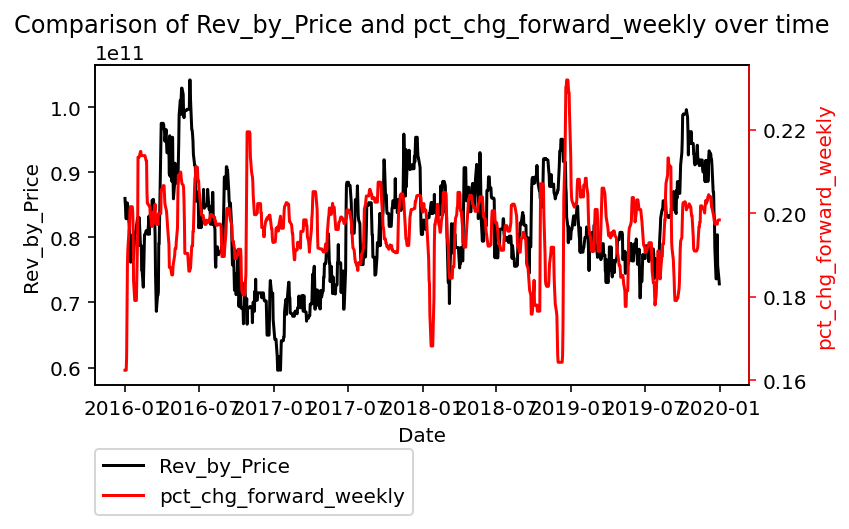 Comparison of Rev_by_Price and pct_chg_forward_weekly over time
1e11
1.0
0.9
0.8
0.7
0.6
Rev_by_Price
0.22
0.20
0.18
0.16
pct_chg_forward_weekly
2016-01 2016-07 2017-01 2017-07 2018-01 2018-07 2019-01 2019-07 2020-01
Date
Rev_by_Price
pct_chg_forward_weekly